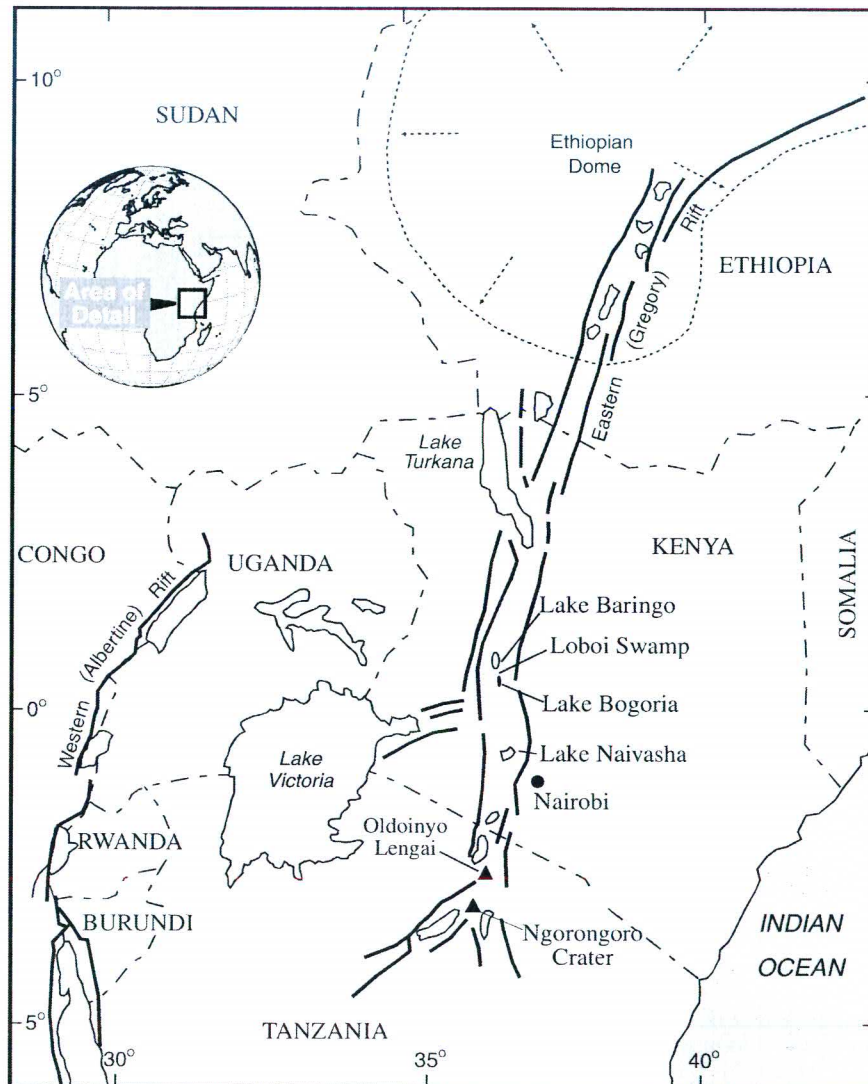 10°
SUDAN
Ethiopian
Dome
Rift
ETHIOPIA
Area of
Detail
(Gregory)
5°
Eastern
Lake
Turkana
CONGO
UGANDA
KENYA
SOMALIA
Rift
(Albertine)
Western
Lake Baringo
Loboi Swamp
Lake Bogoria
0°
Lake
Victoria
Lake Naivasha
Nairobi
Oldoinyo
Lengai
RWANDA
BURUNDI
Ngorongoro
Crater
INDIAN
OCEAN
5°
TANZANIA
30°
35°
40°